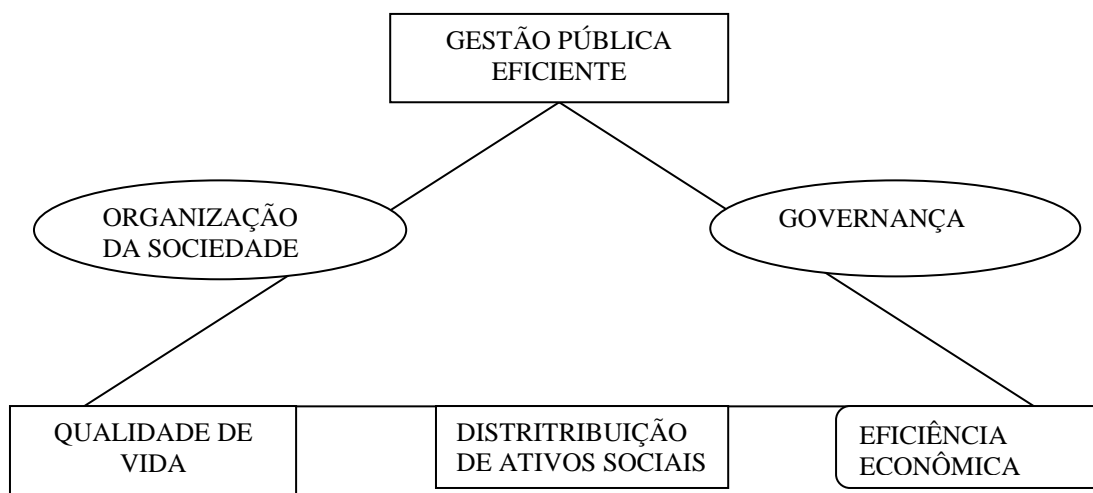 GESTÃO PÚBLICA
EFICIENTE
ORGANIZAÇÃO
DA SOCIEDADE
GOVERNANÇA
QUALIDADE DE
VIDA
DISTRITRIBUIÇÃO
DE ATIVOS SOCIAIS
EFICIÊNCIA
ECONÔMICA